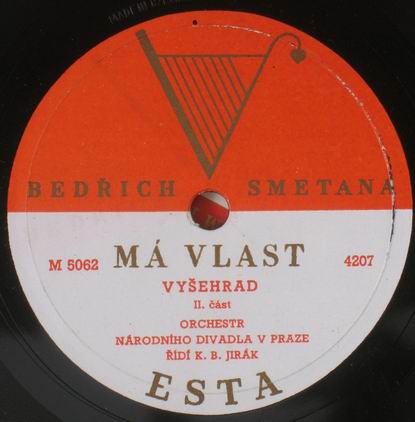 BEDŘICH SMETANA
M 5062 MÁ VLAST 4207
VYŠEHRAD
II. část
ORCHESTR
NÁRODNÍHO DIVADLA V PRAZE
ŘÍDÍ K. B. JIRÁK
ESTA